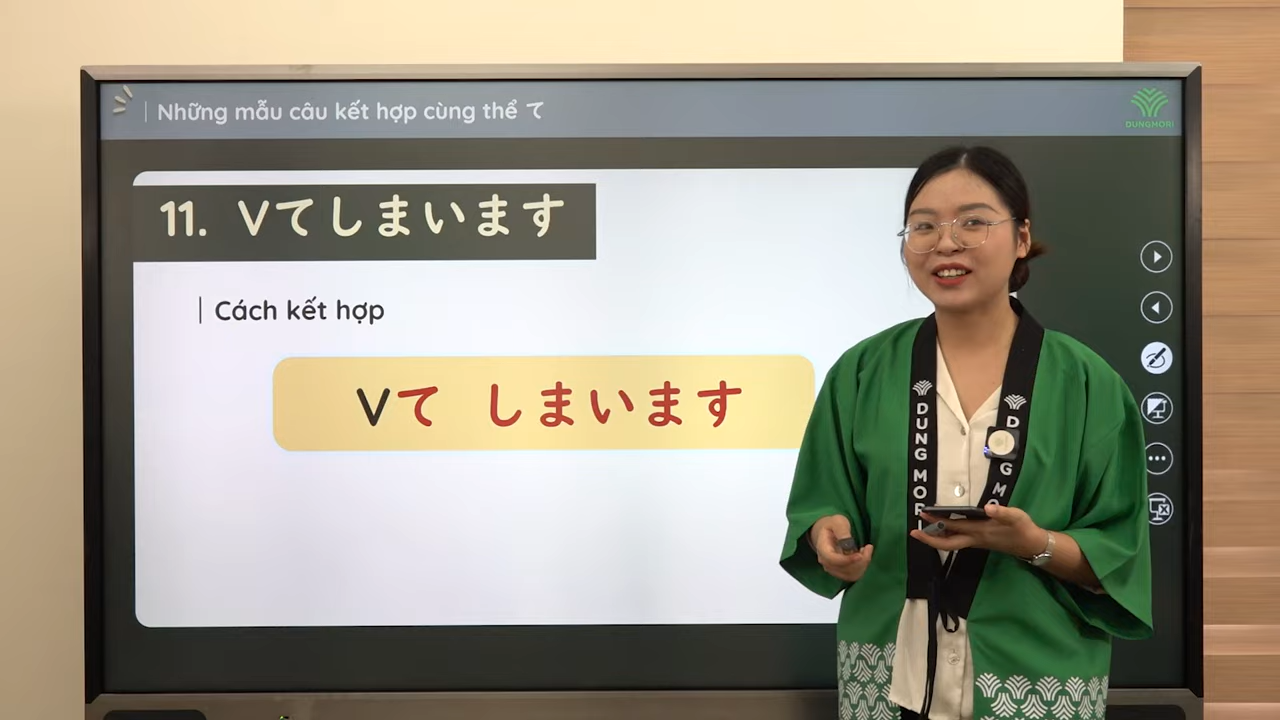 Những mẫu câu kết hợp cùng thể て
DUNGMORI
11. Vてしまいます
Cách kết hợp
Vて しまいます
DUNG MORI
D G MO